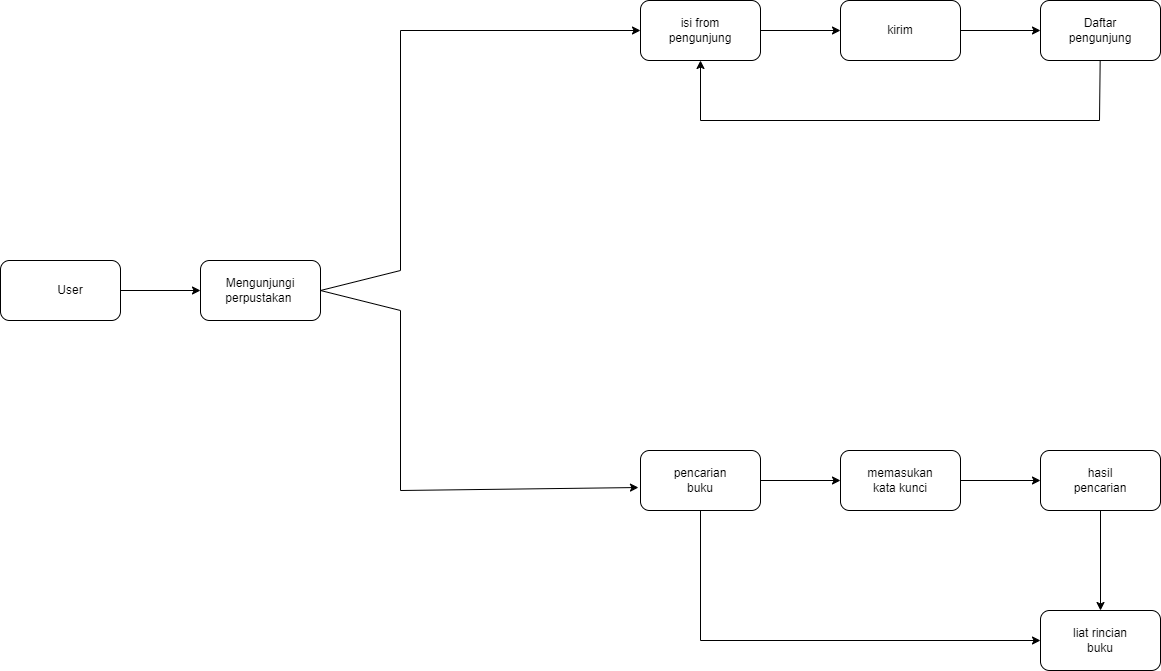 isi from
pengunjung
kirim
Daftar
pengunjung
User
Mengunjungi
perpustakan
pencarian
buku
memasukan
kata kunci
hasil
pencarian
liat rincian
buku